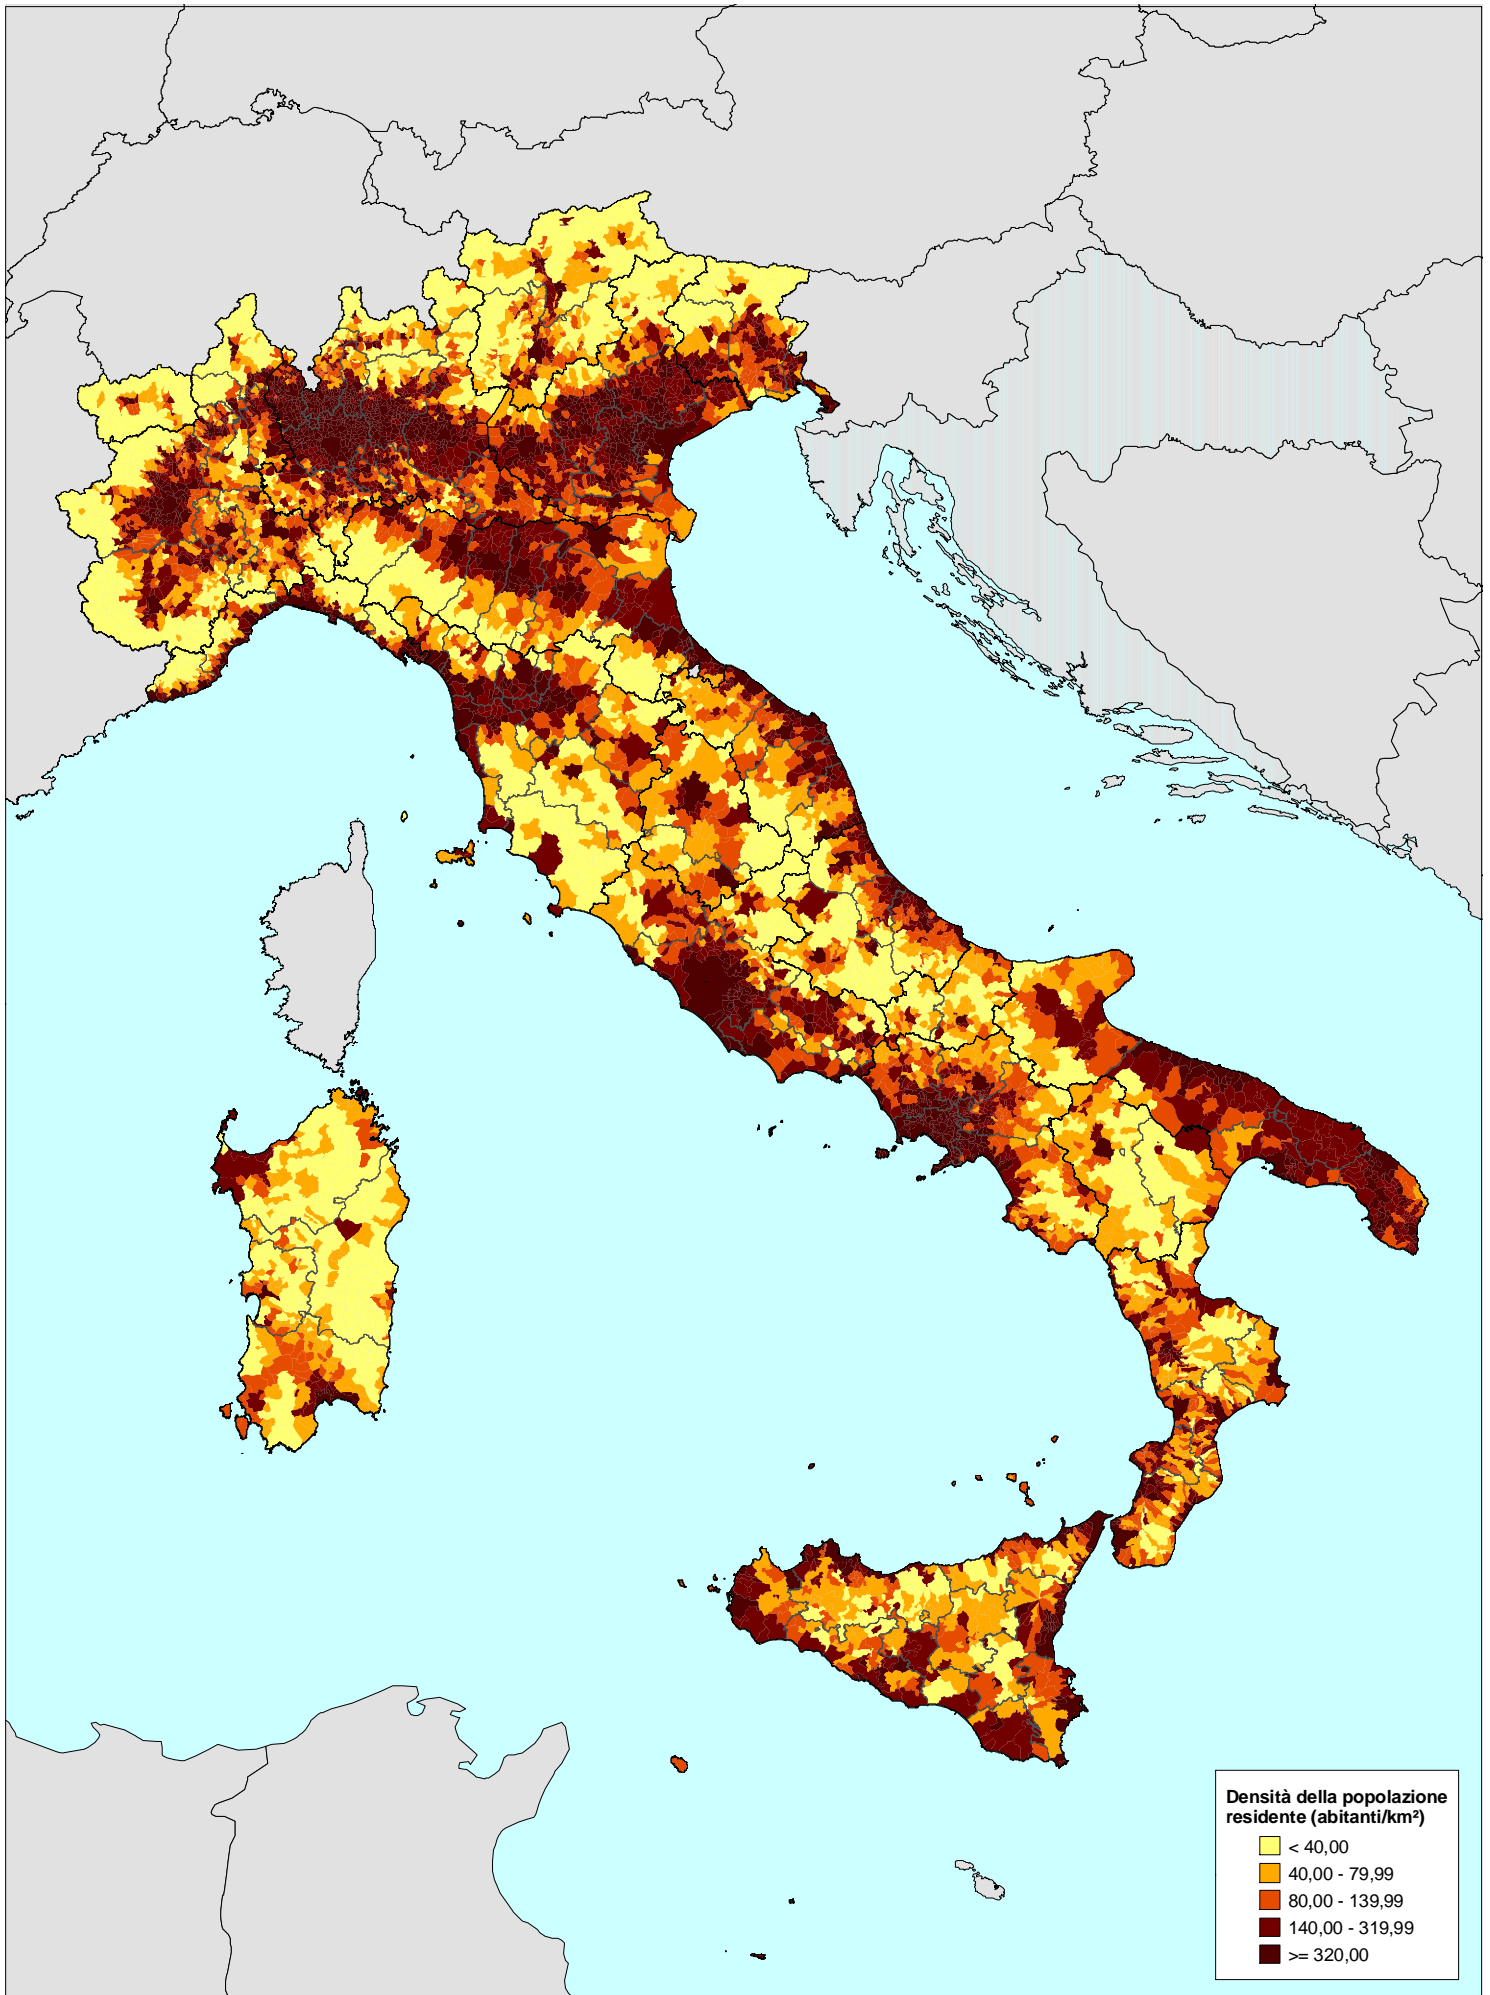 Densità della popolazione
residente (abitanti/km²)
< 40,00
40,00 - 79,99
80,00 - 139,99
140,00 - 319,99
>= 320,00